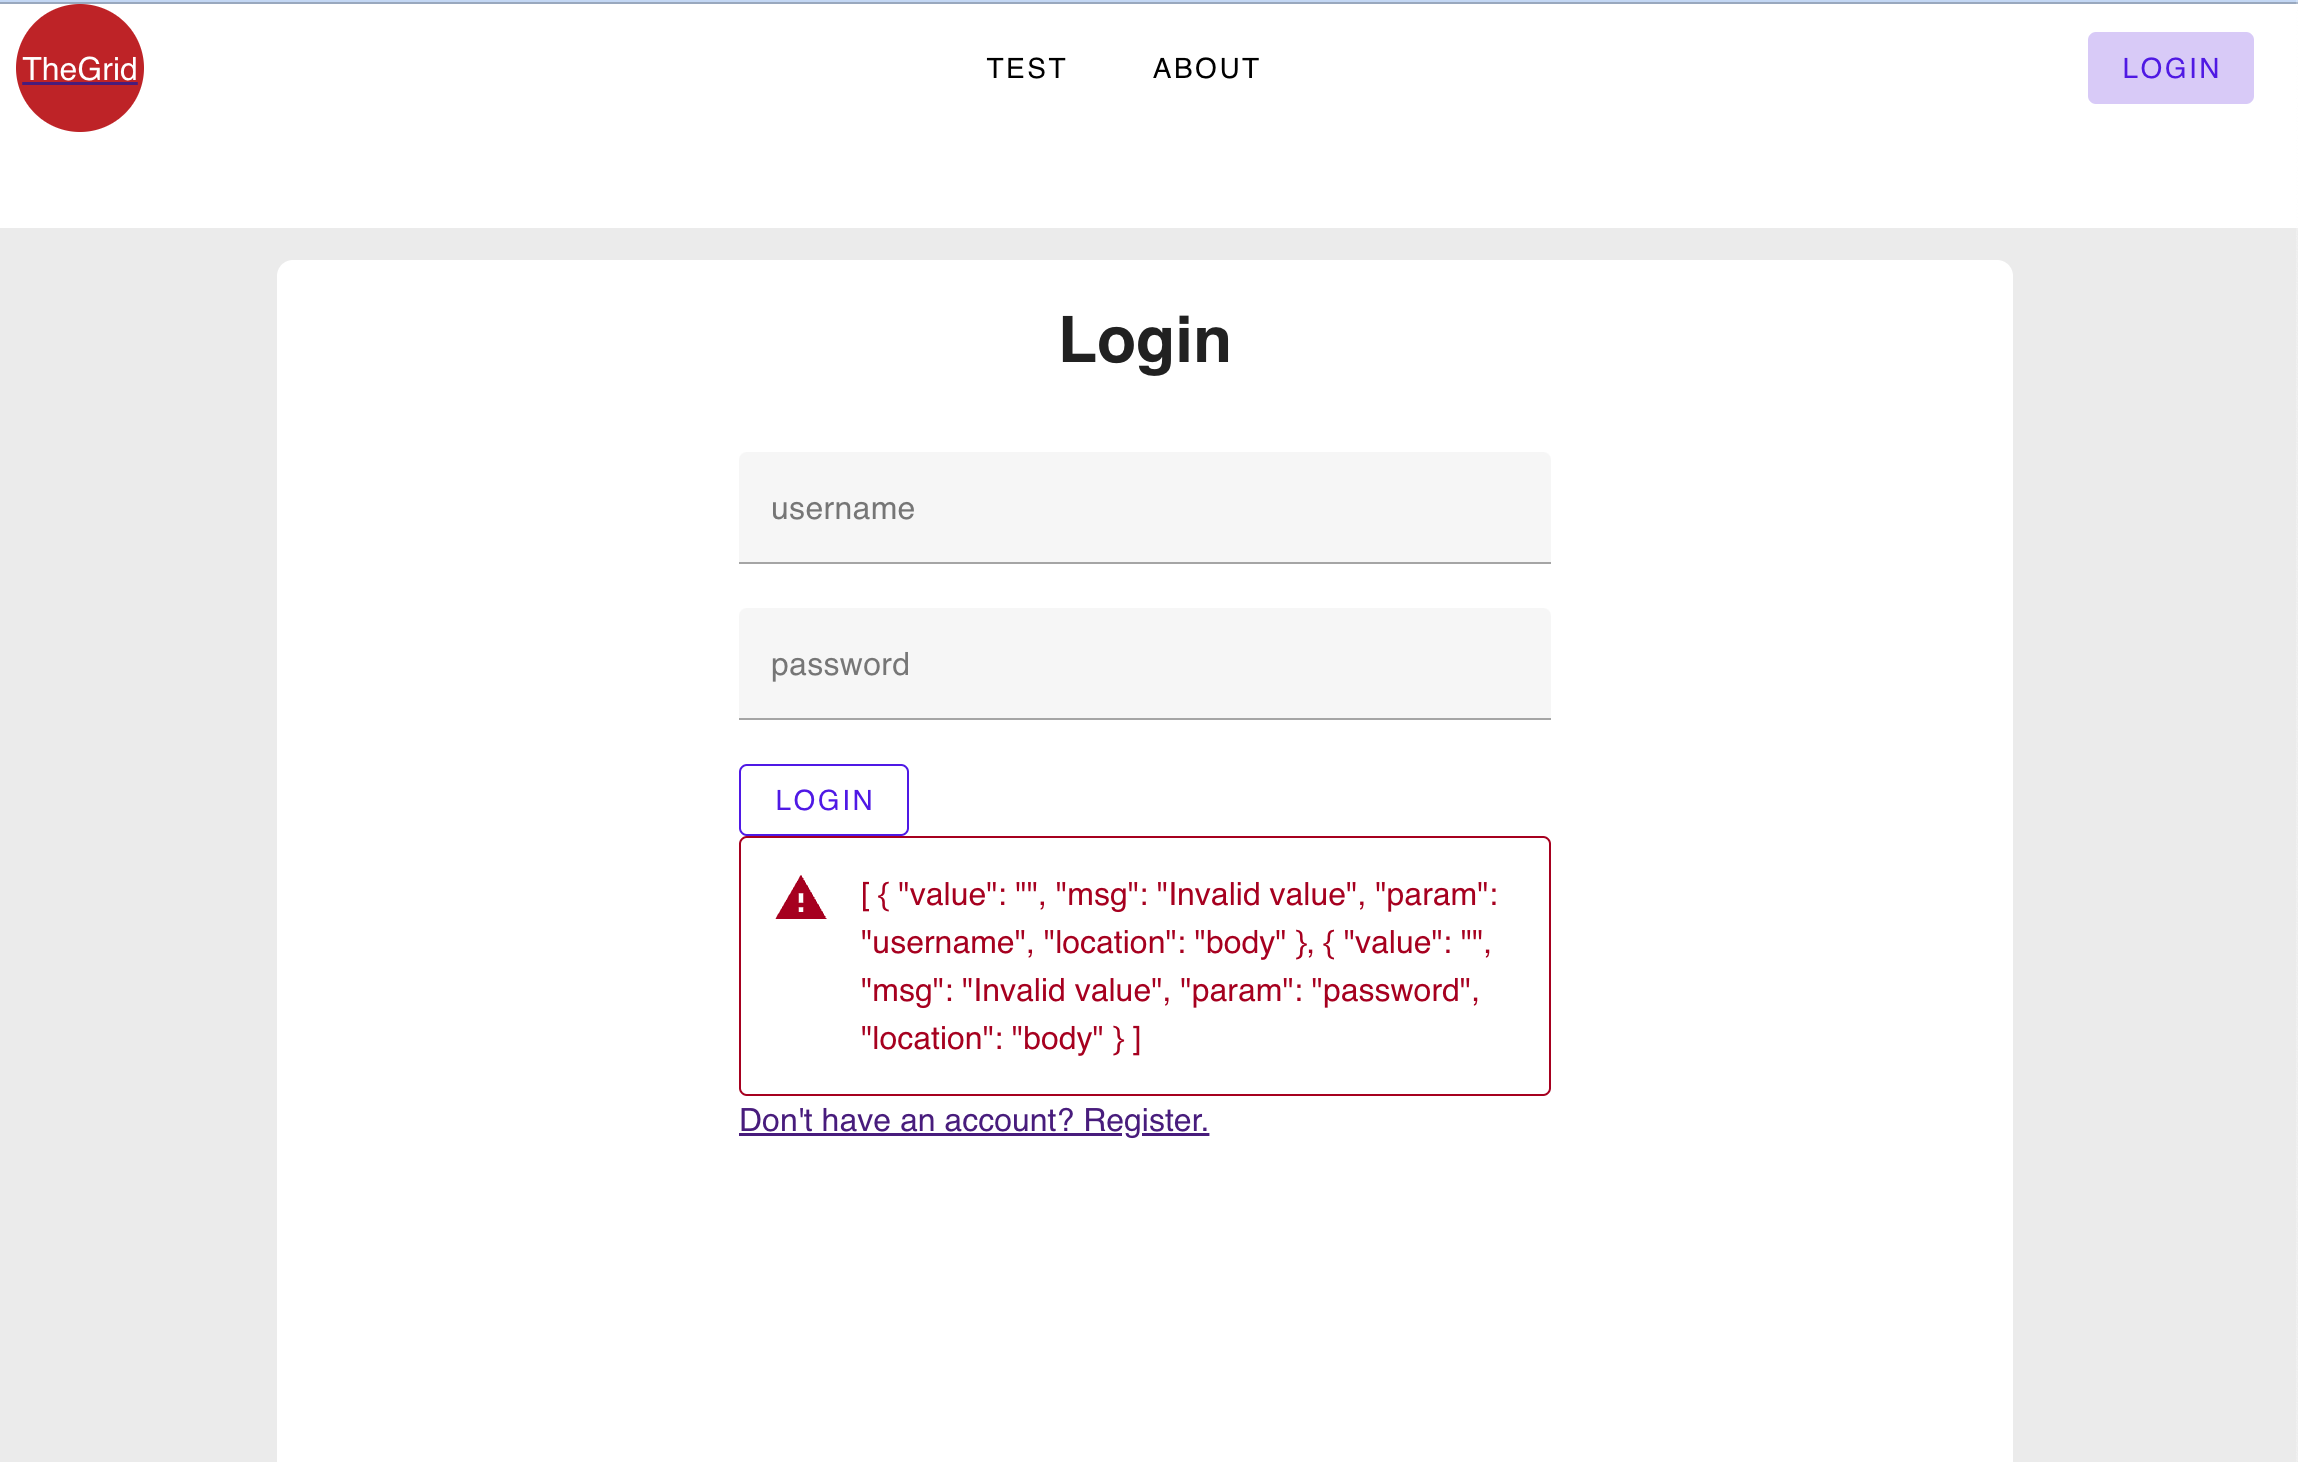 TheGrid
TEST
ABOUT
LOGIN
Login
username
password
LOGIN
[ { "value": "", "msg": "Invalid value", "param":
"username", "location": "body" }, { "value": "",
"msg": "Invalid value", "param": "password",
"location": "body" } ]
Don't have an account? Register.